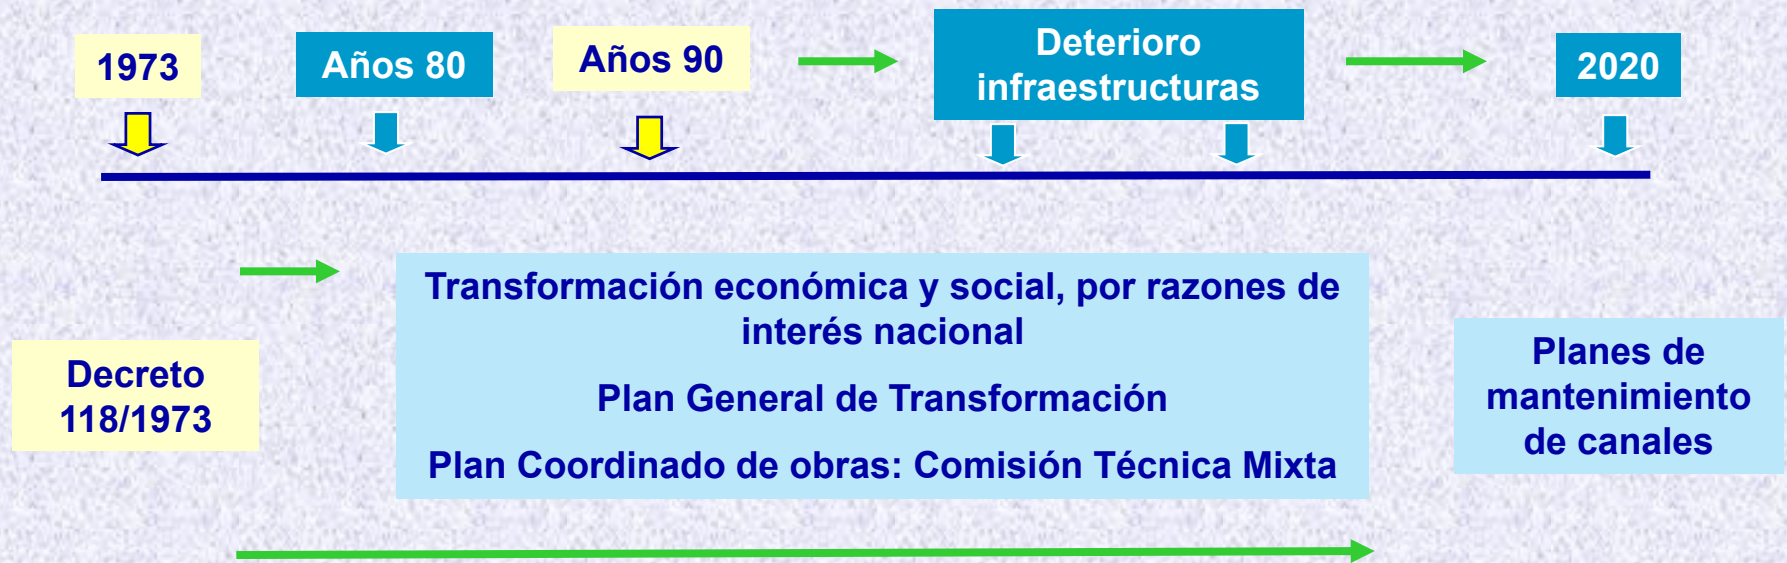 1973
Años 80
Años 90
Deterioro
infraestructuras
2020
Transformación económica y social, por razones de
interés nacional
Plan General de Transformación
Plan Coordinado de obras: Comisión Técnica Mixta
Decreto
118/1973
Planes de
mantenimiento
de canales